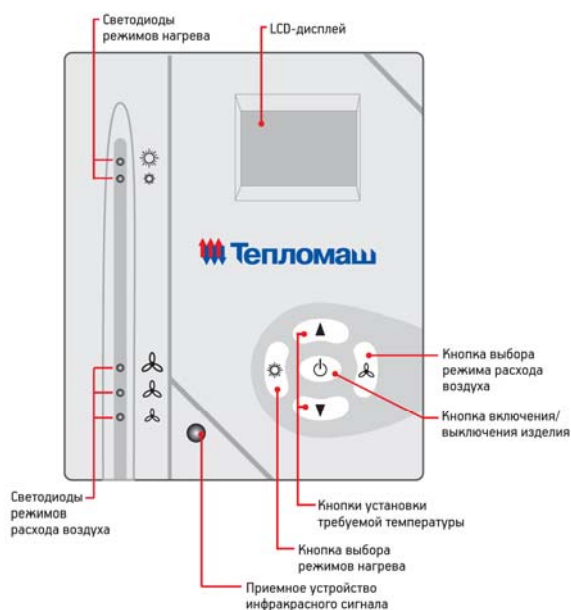 Светодиоды
режимов нагрева
LCD-дисплей
Тепломаш
Кнопка выбора
режима расхода
воздуха
Кнопка включения/
выключения изделия
Светодиоды
режимов
расхода воздуха
Кнопки установки
требуемой температуры
Кнопка выбора
режимов нагрева
Приемное устройство
инфракрасного сигнала